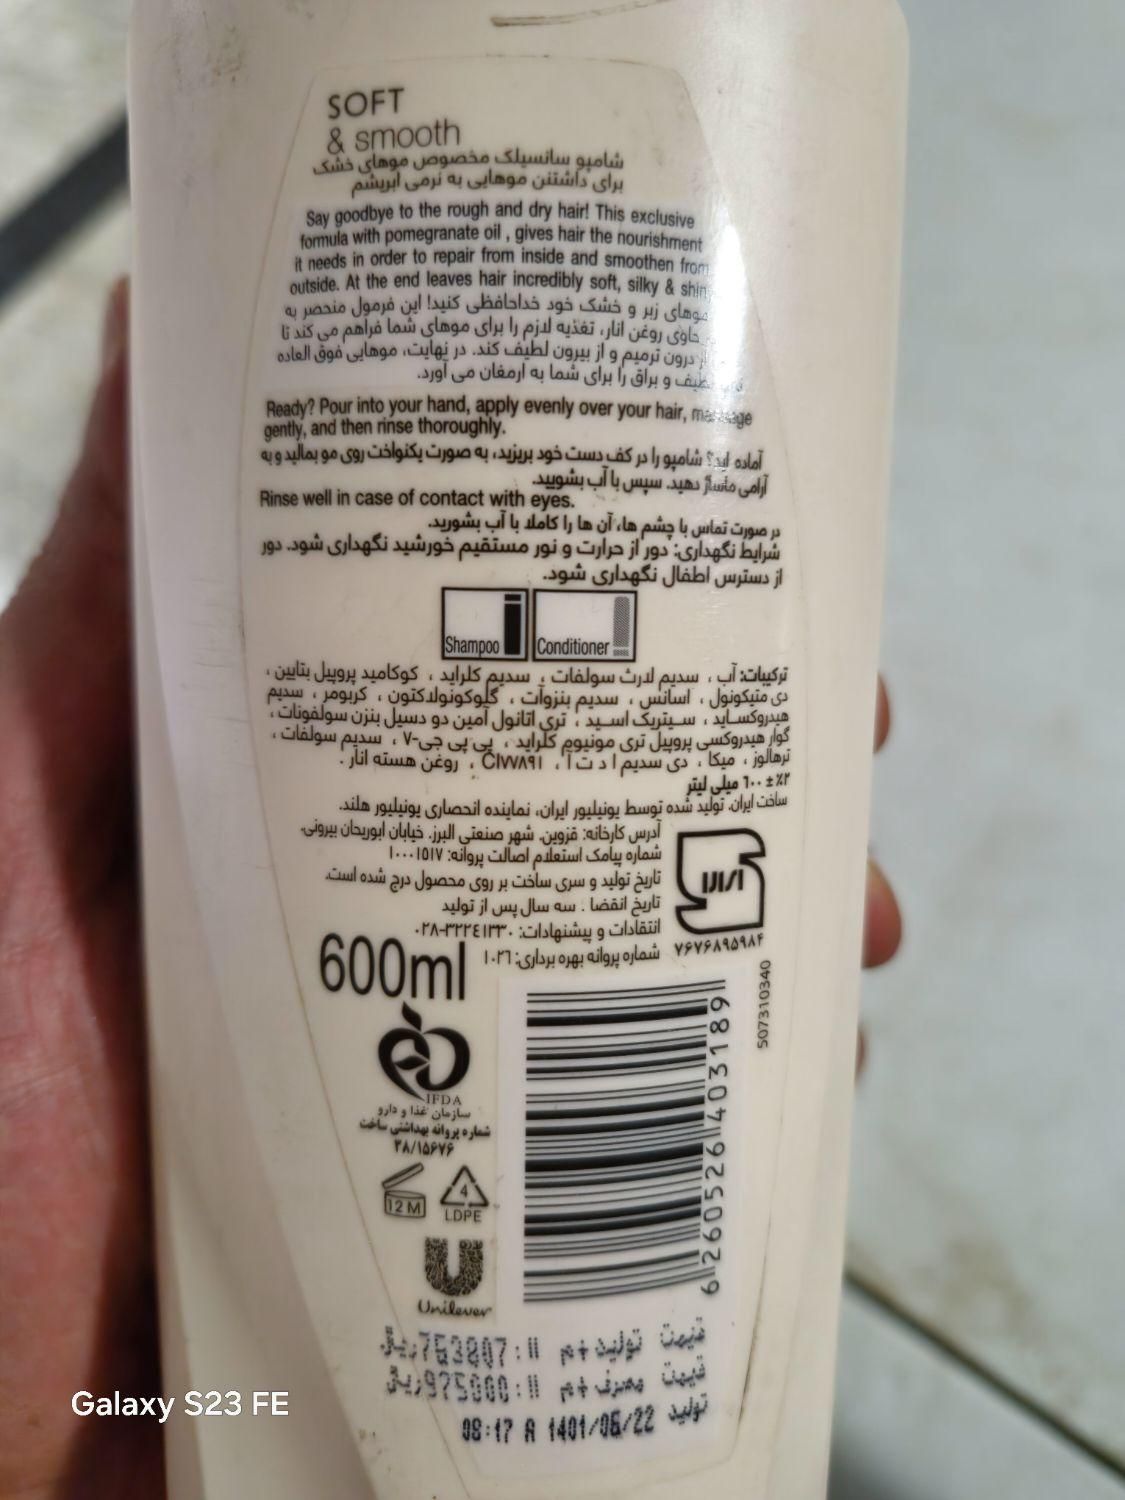 SOFT
& smooth
شامپو سانسیلک مخصوص موهای خشک
برای داشتن موهایی به نرمی ابریشم
Say goodbye to the rough and dry hair! This exclusive
formula with pomegranate oil , gives hair the nourishment
it needs in order to repair from inside and smoothen from
outside. At the end leaves hair incredibly soft, silky &
موهای زبر و خشک خود خداحافظی کنید! این فرمول منحصر به
حاوی روغن انار، تغذیه لازم را برای موهای شما فراهم می کند تا
از درون ترمیم و از بیرون لطیف کند. در نهایت، موهایی فوق العاده
لطیف و براق را برای شما به ارمغان می آورد.
Ready? Pour into your hand, apply evenly over your hair, massage
gently, and then rinse thoroughly.
آماده اید؟ شامپو را در کف دست خود بریزید، به صورت یکنواخت روی مو بمالید و به
آرامی ماساژ دهید. سپس با آب بشویید.
Rinse well in case of contact with eyes.
در صورت تماس با چشم ها، آن ها را کاملا با آب بشورید.
شرایط نگهداری: دور از حرارت و نور مستقیم خورشید نگهداری شود. دور
از دسترس اطفال نگهداری شود.
Shampoo Conditioner
ترکیبات: آب ، سدیم لارث سولفات ، سدیم کلراید ، کوکامید پروپیل بتایین ،
دی متیکونول ، اسانس ، سدیم بنزوآت ، گلوکونولاکتون ، کربومر ، سدیم
هیدروکساید ، سیتریک اسید ، تری اتانول آمین دو دسیل بنزن سولفونات ،
گوار هیدروکسی پروپیل تری مونیوم کلراید ، پی پی جی-۷ ، سدیم سولفات ،
ترهالوز ، میکا ، دی سدیم ا د ت آ ، CI۷۷۸۹۱ ، روغن هسته انار .
۶۰۰ ± ۲٪ میلی لیتر
ساخت ایران. تولید شده توسط یونیلیور ایران، نماینده انحصاری یونیلیور هلند.
آدرس کارخانه: قزوین. شهر صنعتی البرز. خیابان ابوریحان بیرونی.
شماره پیامک استعلام اصالت پروانه: ۱۰۰۰۱۵۱۷
تاریخ تولید و سری ساخت بر روی محصول درج شده است.
تاریخ انقضا : سه سال پس از تولید
انتقادات و پیشنهادات: ۰۲۸-۳۲۲٤۱۳۳۰
شماره پروانه بهره برداری: ۱۰۲٦
۷۶۷۶۸۹۵۹۸۴
600ml
IFDA
سازمان غذا و دارو
شماره پروانه بهداشتی ساخت
۳۸/۱۵۶۷۶
12 M
4
LDPE
Unilever
6 260526 403189
507310340
قیمت تولید+م ۱۱: 763807ریال
قیمت مصرف+م ۱۱: 975000ریال
تولید 1401/06/22 A 08:17
Galaxy S23 FE